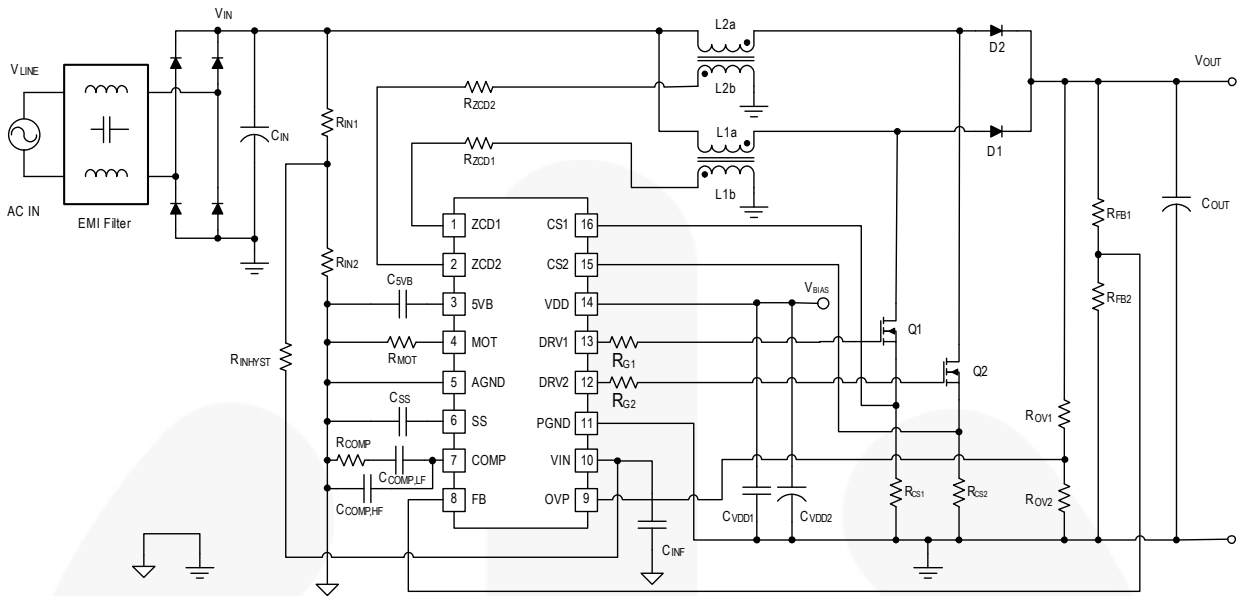 VIN
L2a
D2
VLINE
VOUT
RZCD2
L2b
RIN1
CIN
L1a
D1
RZCD1
L1b
AC IN
EMI Filter
RFB1
COUT
1 ZCD1 CS1 16
RIN2
2 ZCD2 CS2 15
C5VB
VBIAS
RFB2
3 5VB VDD 14
Q1
4 MOT DRV1 13
RG1
RINHYST
RMOT
Q2
5 AGND DRV2 12
RG2
CSS
ROV1
6 SS PGND 11
RCOMP
7 COMP VIN 10
CCOMP,LF
RCS1
RCS2
ROV2
8 FB OVP 9
CCOMP,HF
CVDD1
CVDD2
CINF